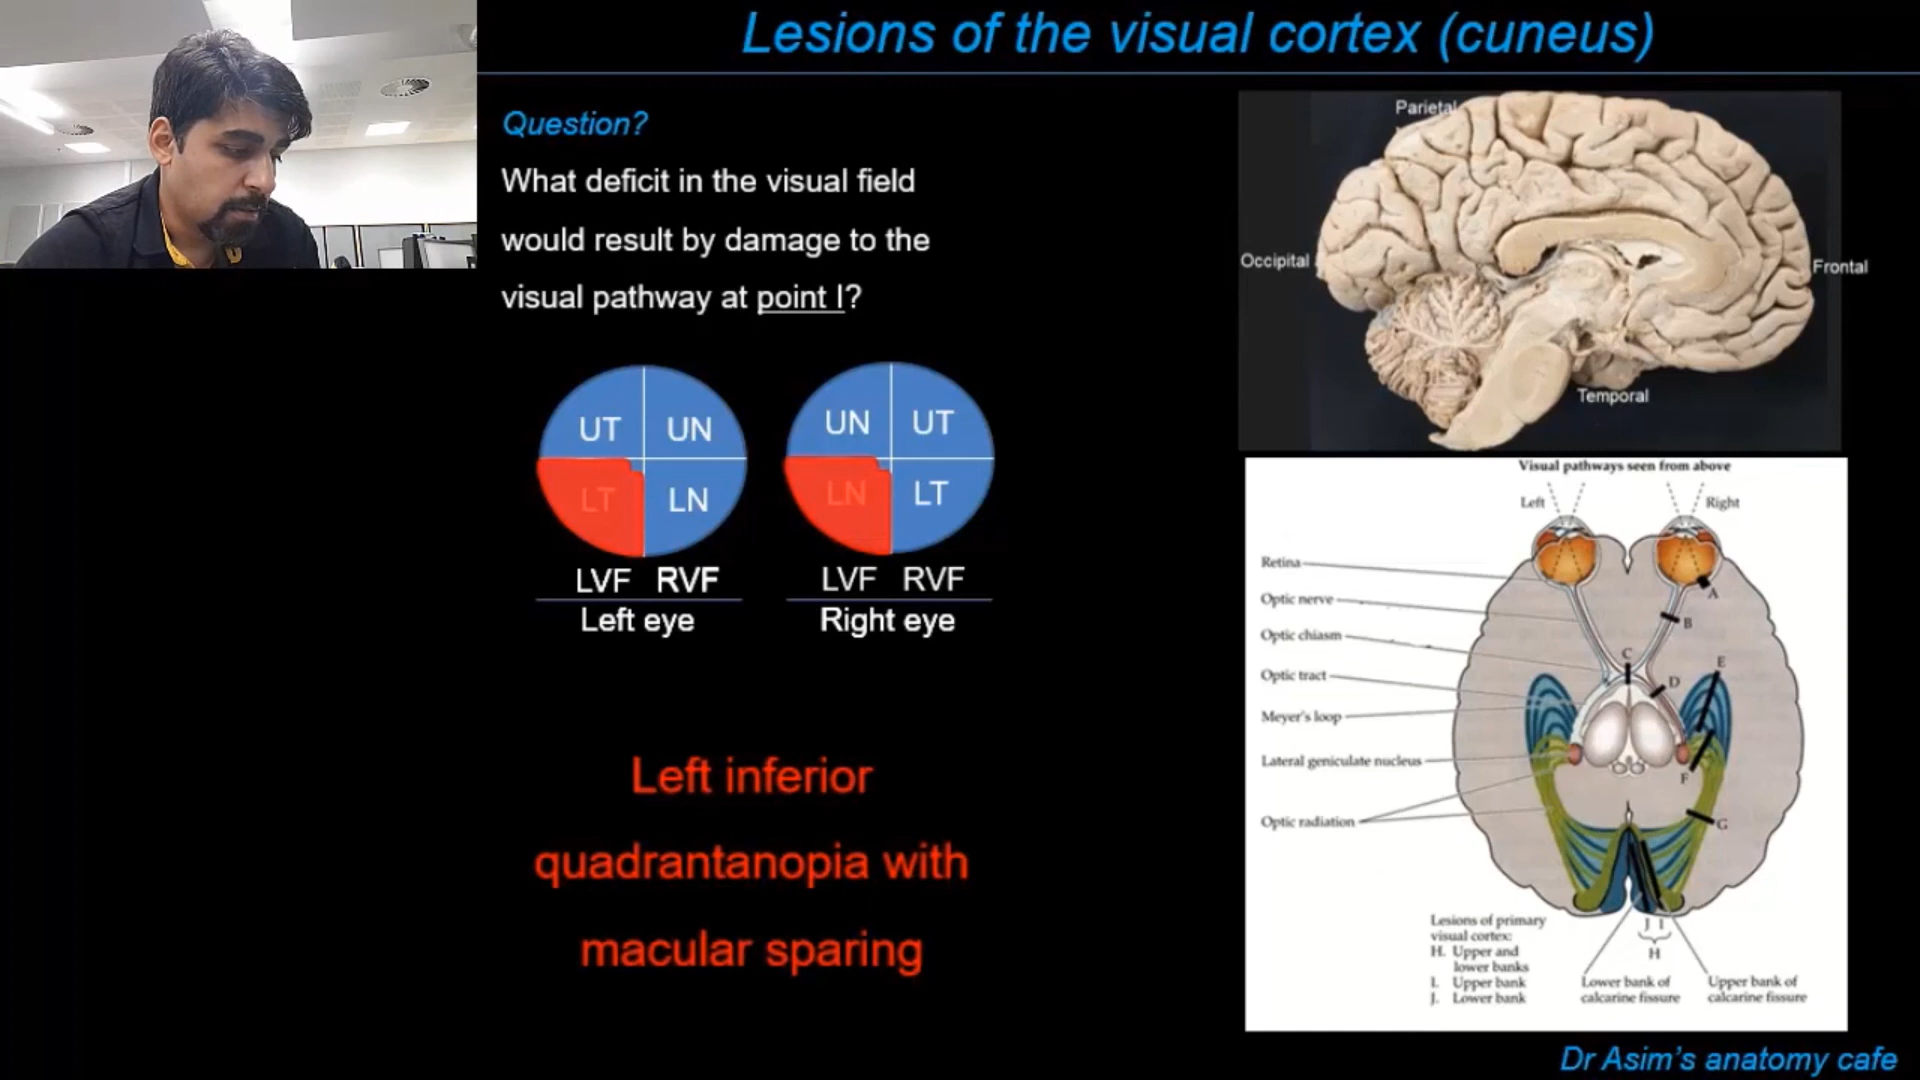 Lesions of the visual cortex (cuneus)
Question?
What deficit in the visual field
would result by damage to the
visual pathway at point I?
UT UN
LT LN
LVF RVF
Left eye
UN UT
LN LT
LVF RVF
Right eye
Left inferior
quadrantanopia with
macular sparing
Parietal
Occipital
Frontal
Temporal
Visual pathways seen from above
Left
Right
Retina
A
Optic nerve
B
Optic chiasm
C
E
Optic tract
D
Meyer's loop
Lateral geniculate nucleus
F
Optic radiation
G
J I
H
Lesions of primary
visual cortex:
H. Upper and
lower banks
I. Upper bank
J. Lower bank
Lower bank of
calcarine fissure
Upper bank of
calcarine fissure
Dr Asim's anatomy cafe